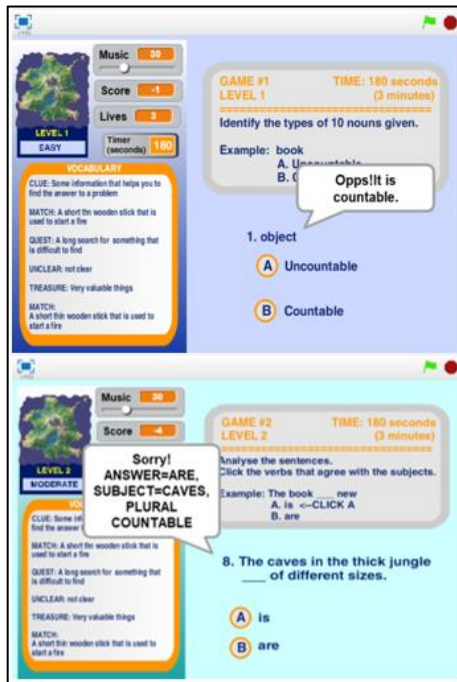 Music 30
Score -1
Lives 3
Timer (seconds) 180
LEVEL 1
EASY
VOCABULARY
CLUE: Some information that helps you to
find the answer to a problem
MATCH: A short thn wooden stick that is
used to start a fire
QUEST: A long search for something that
is difficult to find
UNCLEAR: not clear
TREASURE: Very valuable things
MATCH:
A short thin wooden stick that is used to
start a fire
GAME #1 TIME: 180 seconds
LEVEL 1 (3 minutes)
Identify the types of 10 nouns given.
Example: book
A. Uncountable
B. C
Opps!It is
countable.
1. object
A Uncountable
B Countable
Music 30
Score -4
LEVEL 2
MODERATE
VOC
CLUE: Some inf
find the answer
MATCH: A short thn wooden stick that is
used to start a fire
QUEST: A long search for something that
is difficult to find
UNCLEAR: not clear
TREASURE: Very valuable things
MATCH:
A short thin wooden stick that is used to
start a fire
Sorry!
ANSWER=ARE,
SUBJECT=CAVES,
PLURAL
COUNTABLE
GAME #2 TIME: 180 seconds
LEVEL 2 (3 minutes)
Analyse the sentences.
Click the verbs that agree with the subjects.
Example: The book ___ new
A. is <--CLICK A
B. are
8. The caves in the thick jungle
___ of different sizes.
A is
B are